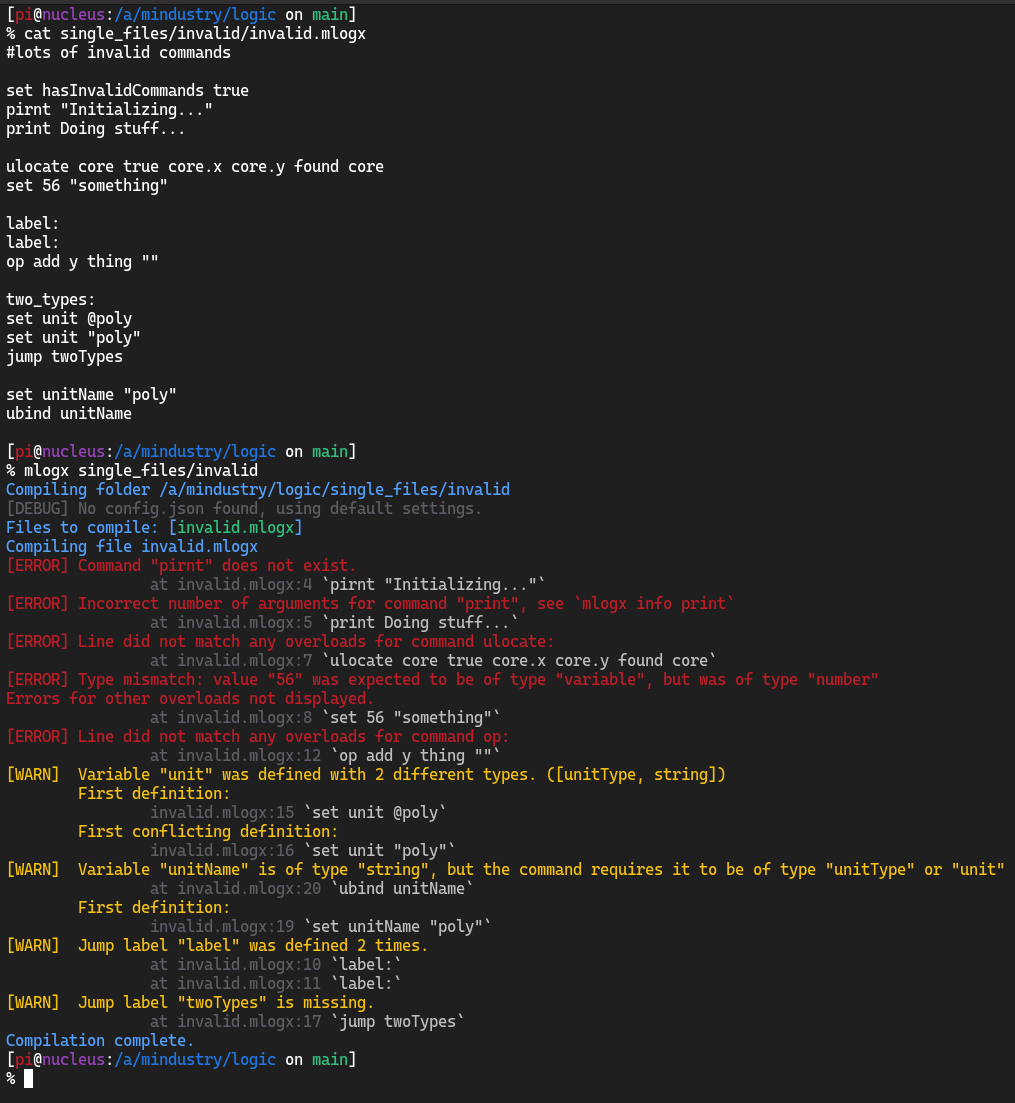 [pi@nucleus:/a/mindustry/logic on main]
% cat single_files/invalid/invalid.mlogx
#lots of invalid commands

set hasInvalidCommands true
pirnt "Initializing..."
print Doing stuff...

ulocate core true core.x core.y found core
set 56 "something"

label:
label:
op add y thing ""

two_types:
set unit @poly
set unit "poly"
jump twoTypes

set unitName "poly"
ubind unitName

[pi@nucleus:/a/mindustry/logic on main]
% mlogx single_files/invalid
Compiling folder /a/mindustry/logic/single_files/invalid
[DEBUG] No config.json found, using default settings.
Files to compile: [invalid.mlogx]
Compiling file invalid.mlogx
[ERROR] Command "pirnt" does not exist.
                at invalid.mlogx:4 `pirnt "Initializing..."`
[ERROR] Incorrect number of arguments for command "print", see `mlogx info print`
                at invalid.mlogx:5 `print Doing stuff...`
[ERROR] Line did not match any overloads for command ulocate:
                at invalid.mlogx:7 `ulocate core true core.x core.y found core`
[ERROR] Type mismatch: value "56" was expected to be of type "variable", but was of type "number"
Errors for other overloads not displayed.
                at invalid.mlogx:8 `set 56 "something"`
[ERROR] Line did not match any overloads for command op:
                at invalid.mlogx:12 `op add y thing ""`
[WARN]  Variable "unit" was defined with 2 different types. ([unitType, string])
        First definition:
                invalid.mlogx:15 `set unit @poly`
        First conflicting definition:
                invalid.mlogx:16 `set unit "poly"`
[WARN]  Variable "unitName" is of type "string", but the command requires it to be of type "unitType" or "unit"
                at invalid.mlogx:20 `ubind unitName`
        First definition:
                invalid.mlogx:19 `set unitName "poly"`
[WARN]  Jump label "label" was defined 2 times.
                at invalid.mlogx:10 `label:`
                at invalid.mlogx:11 `label:`
[WARN]  Jump label "twoTypes" is missing.
                at invalid.mlogx:17 `jump twoTypes`
Compilation complete.
[pi@nucleus:/a/mindustry/logic on main]
%